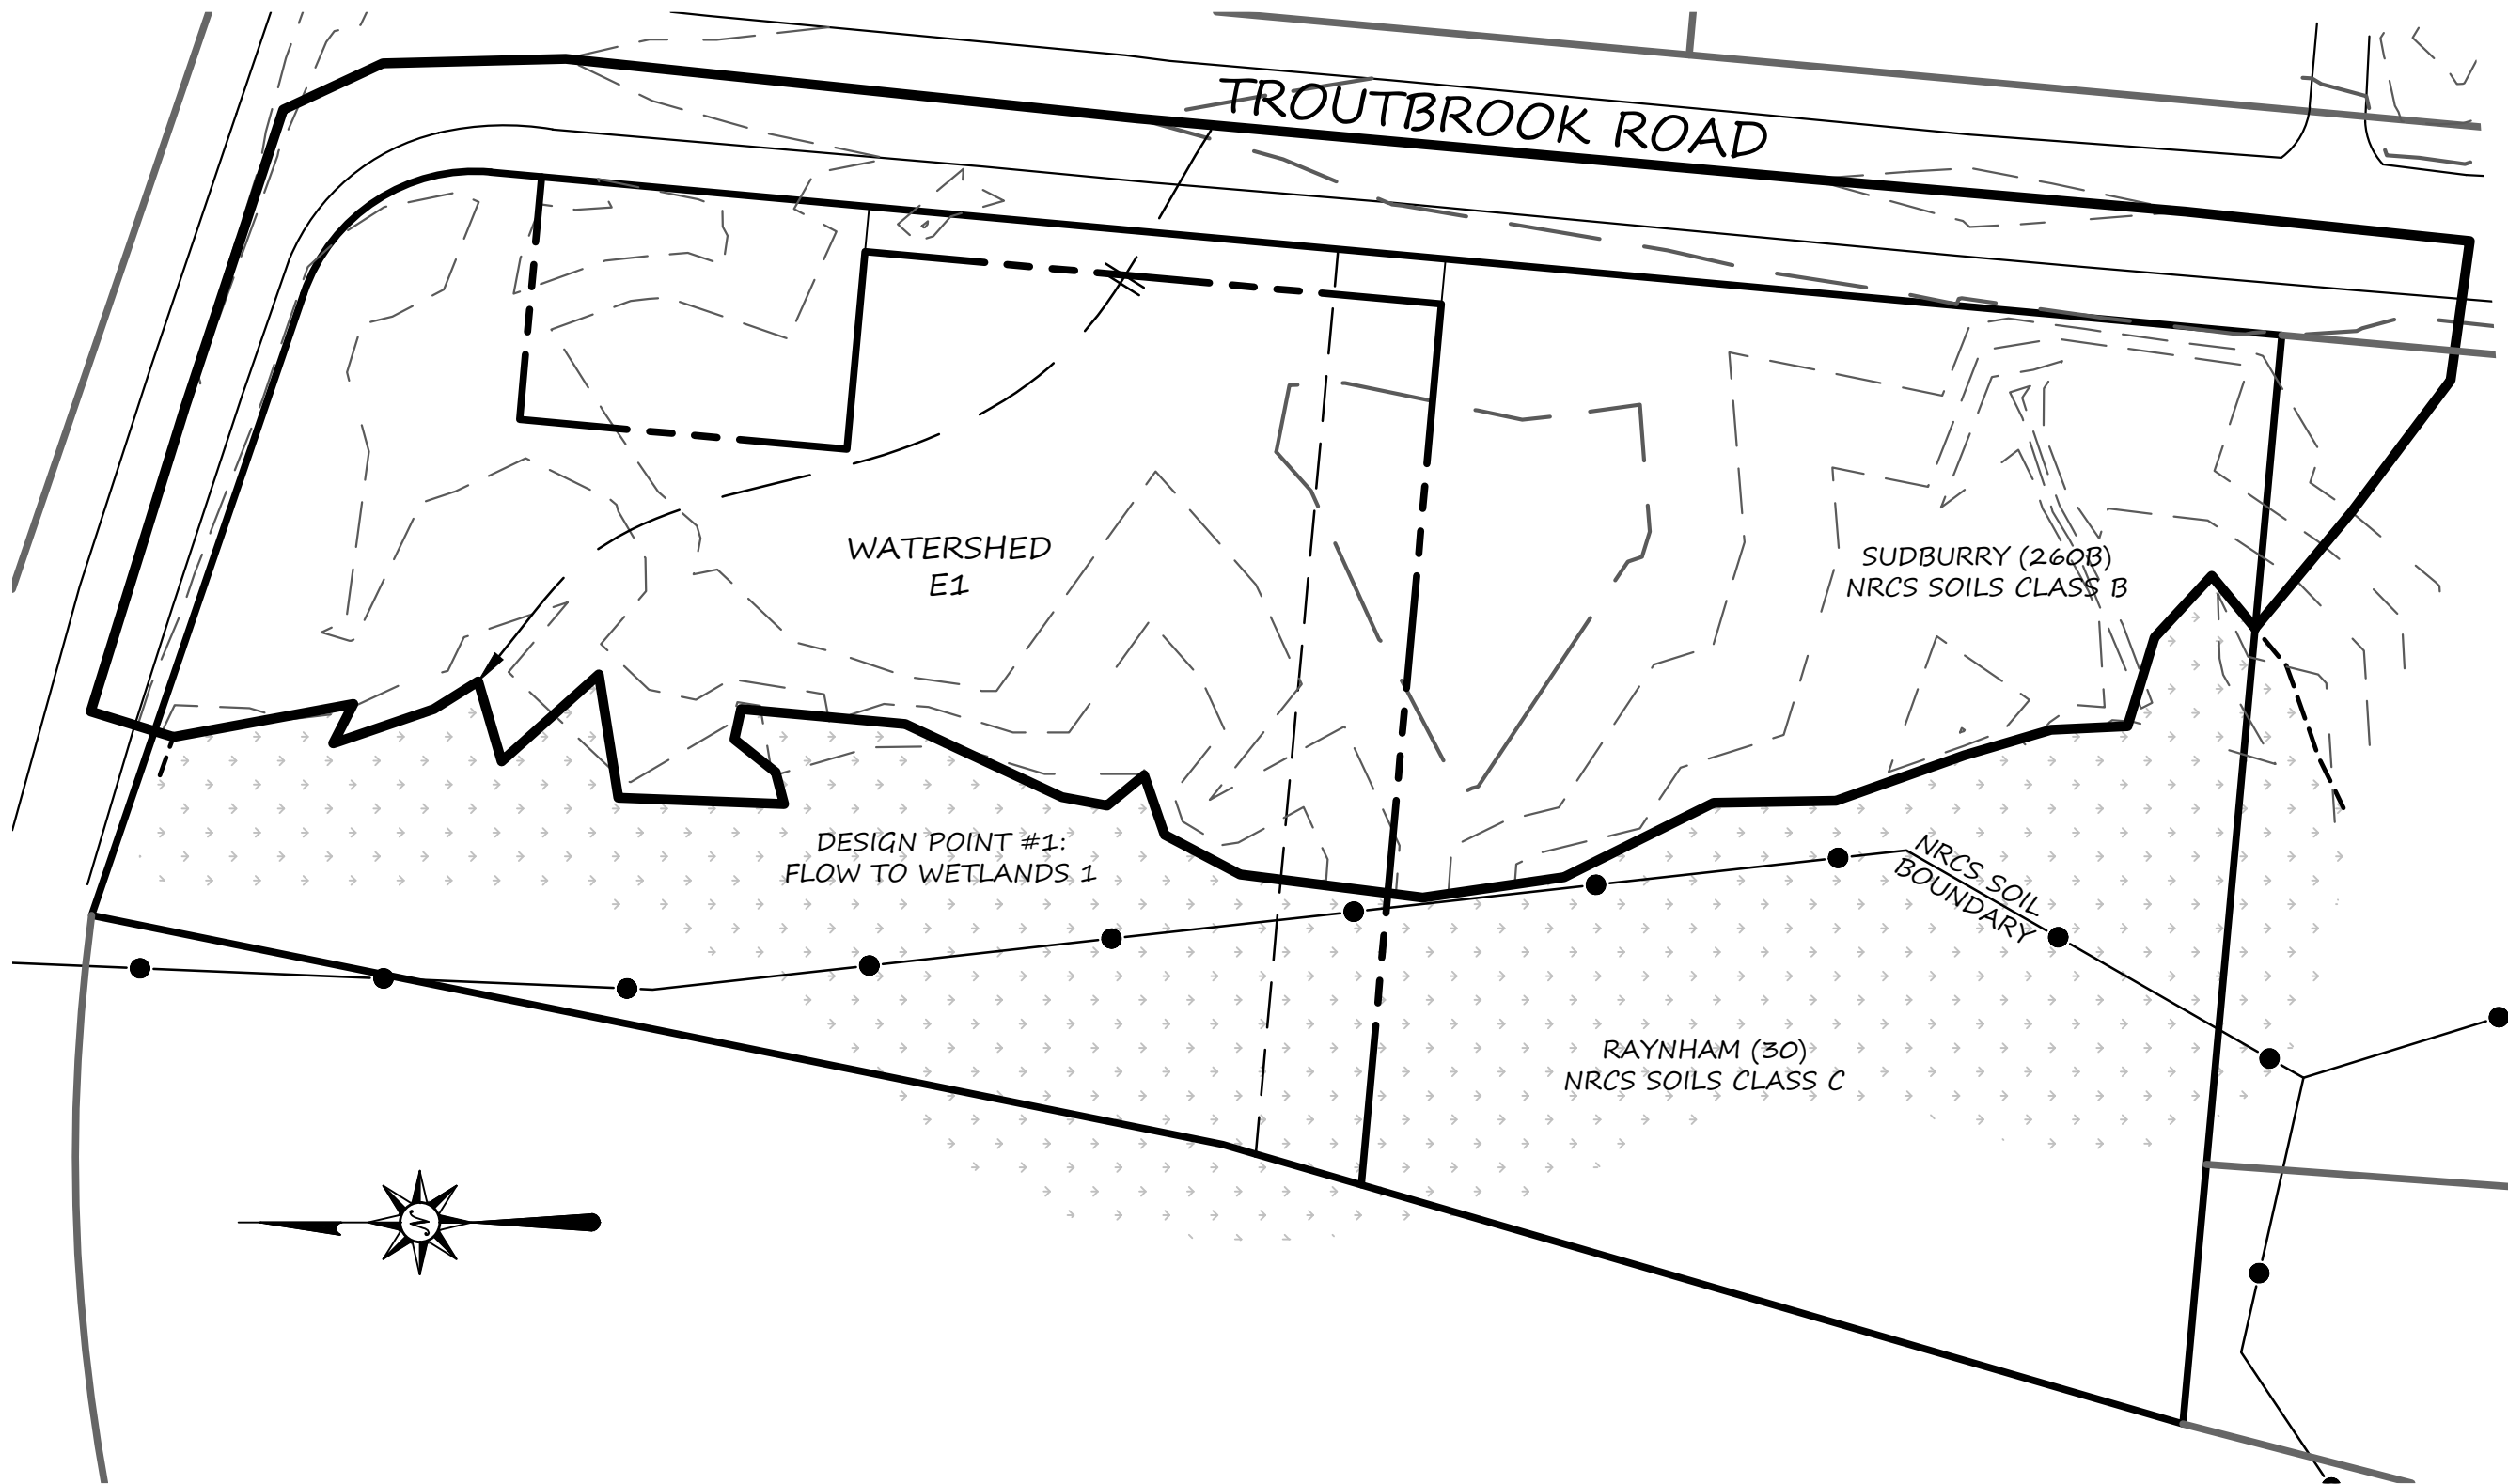 TROUTBROOK ROAD
WATERSHED
E1
SUDBURRY (260B)
NRCS SOILS CLASS B
DESIGN POINT #1:
FLOW TO WETLANDS 1
NRCS SOIL
BOUNDARY
RAYNHAM (30)
NRCS SOILS CLASS C
N